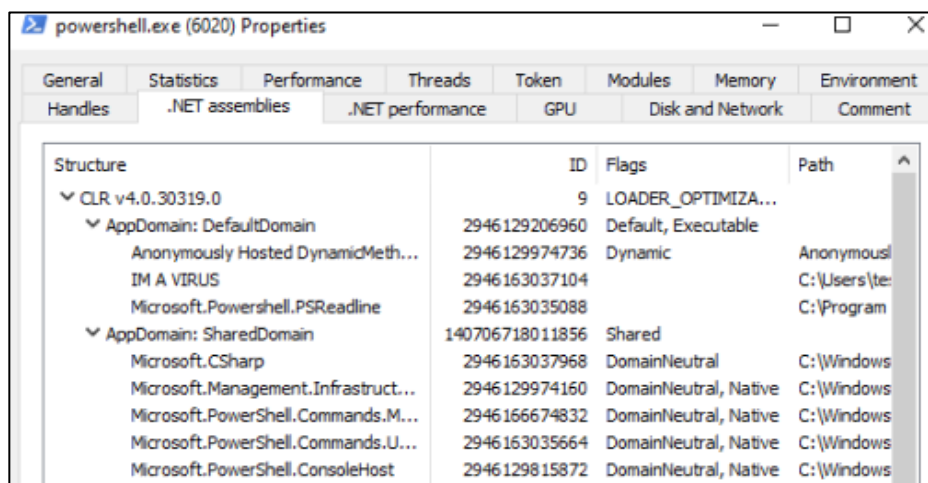 powershell.exe (6020) Properties
General Statistics Performance Threads Token Modules Memory Environment
Handles .NET assemblies .NET performance GPU Disk and Network Comment
Structure ID Flags Path
CLR v4.0.30319.0 9 LOADER_OPTIMIZA...
AppDomain: DefaultDomain 2946129206960 Default, Executable
Anonymously Hosted DynamicMeth... 2946129974736 Dynamic Anonymousl
IM A VIRUS 2946163037104 C:\Users\te
Microsoft.Powershell.PSReadline 2946163035088 C:\Program
AppDomain: SharedDomain 140706718011856 Shared
Microsoft.CSharp 2946163037968 DomainNeutral C:\Windows
Microsoft.Management.Infrastruct... 2946129974160 DomainNeutral, Native C:\Windows
Microsoft.PowerShell.Commands.M... 2946166674832 DomainNeutral, Native C:\Windows
Microsoft.PowerShell.Commands.U... 2946163035664 DomainNeutral, Native C:\Windows
Microsoft.PowerShell.ConsoleHost 2946129815872 DomainNeutral, Native C:\Windows